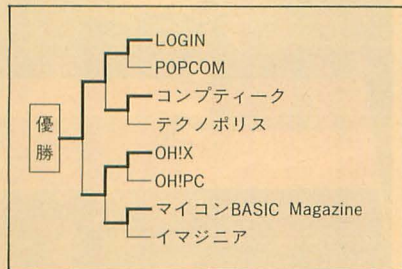 LOGIN
POPCOM
コンプティーク
テクノポリス
優勝
OH!X
OH!PC
マイコンBASIC Magazine
イマジニア